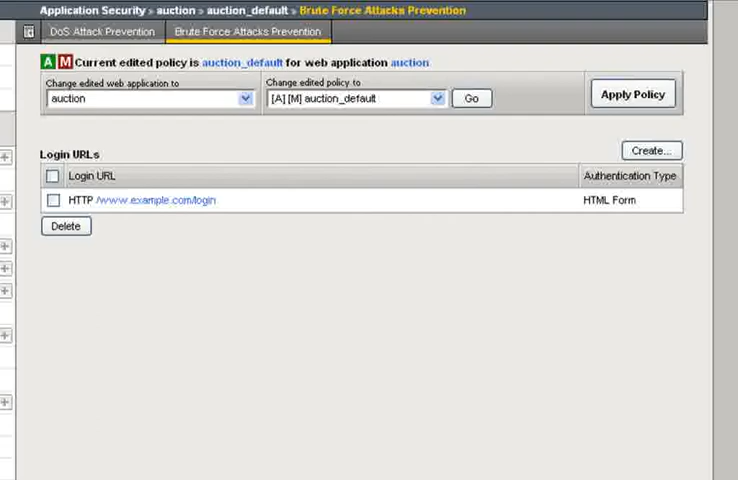 Application Security » auction » auction_default » Brute Force Attacks Prevention
DoS Attack Prevention
Brute Force Attacks Prevention
A M Current edited policy is auction_default for web application auction
Change edited web application to
auction
Change edited policy to
[A] [M] auction_default
Go
Apply Policy
Login URLs
Create...
Login URL
Authentication Type
HTTP /www.example.com/login
HTML Form
Delete